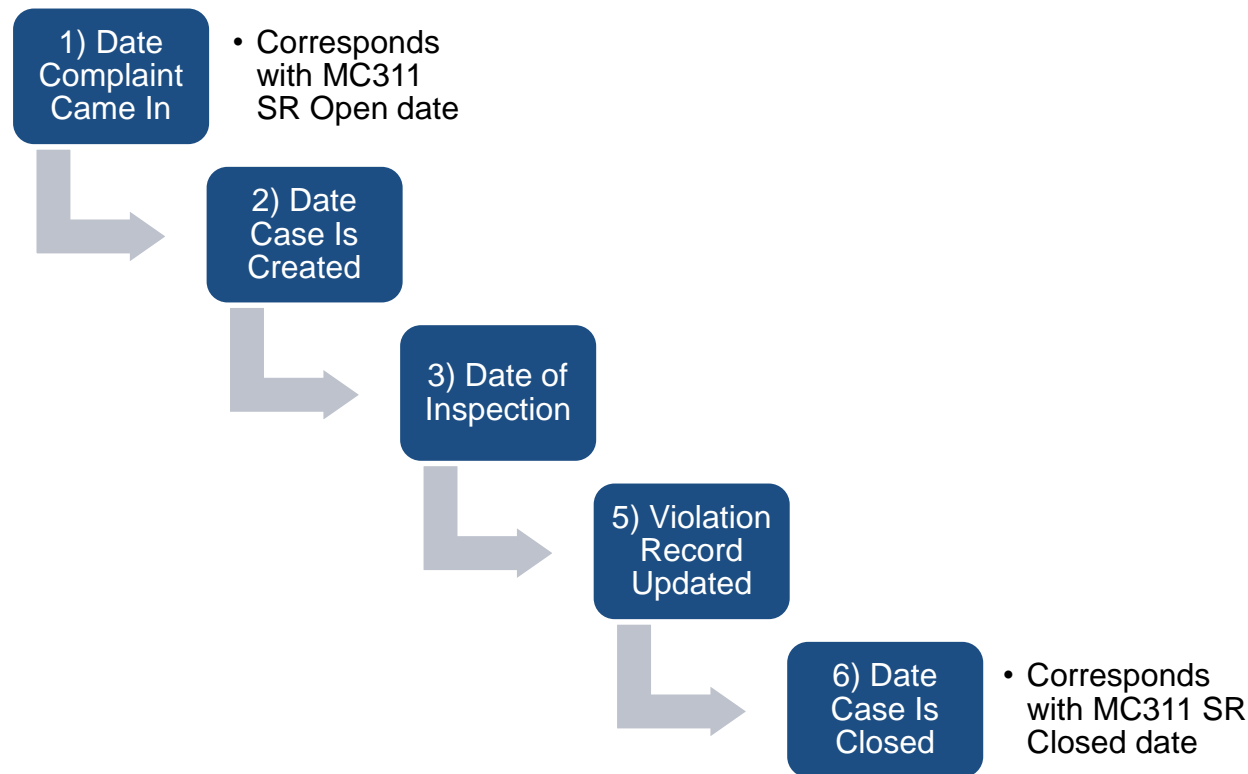 1) Date
Complaint
Came In
• Corresponds
with MC311
SR Open date
2) Date
Case Is
Created
3) Date of
Inspection
5) Violation
Record
Updated
6) Date
Case Is
Closed
• Corresponds
with MC311 SR
Closed date